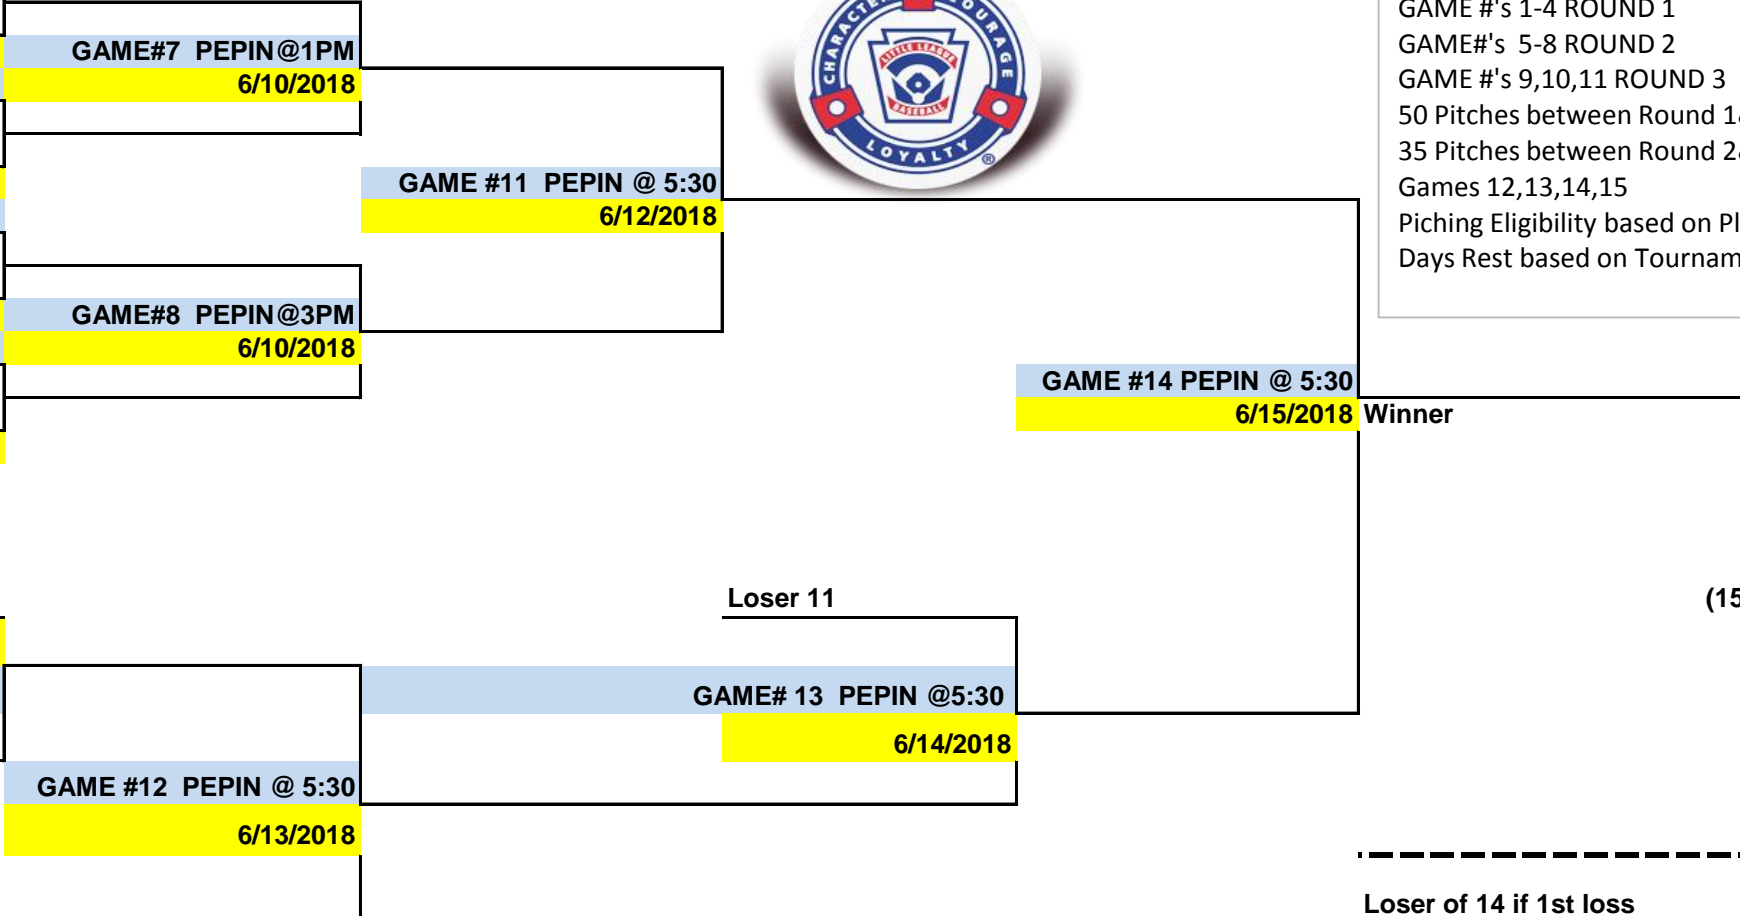 CHARACTER COURAGE
LITTLE LEAGUE
BASEBALL
LOYALTY ®
GAME #'s 1-4 ROUND 1
GAME#'s 5-8 ROUND 2
GAME #'s 9,10,11 ROUND 3
50 Pitches between Round 1&
35 Pitches between Round 2&
Games 12,13,14,15
Piching Eligibility based on Pl
Days Rest based on Tournam
GAME#7 PEPIN@1PM
6/10/2018
GAME #11 PEPIN @ 5:30
6/12/2018
GAME#8 PEPIN@3PM
6/10/2018
GAME #14 PEPIN @ 5:30
6/15/2018 Winner
Loser 11
(15
GAME# 13 PEPIN @5:30
6/14/2018
GAME #12 PEPIN @ 5:30
6/13/2018
Loser of 14 if 1st loss